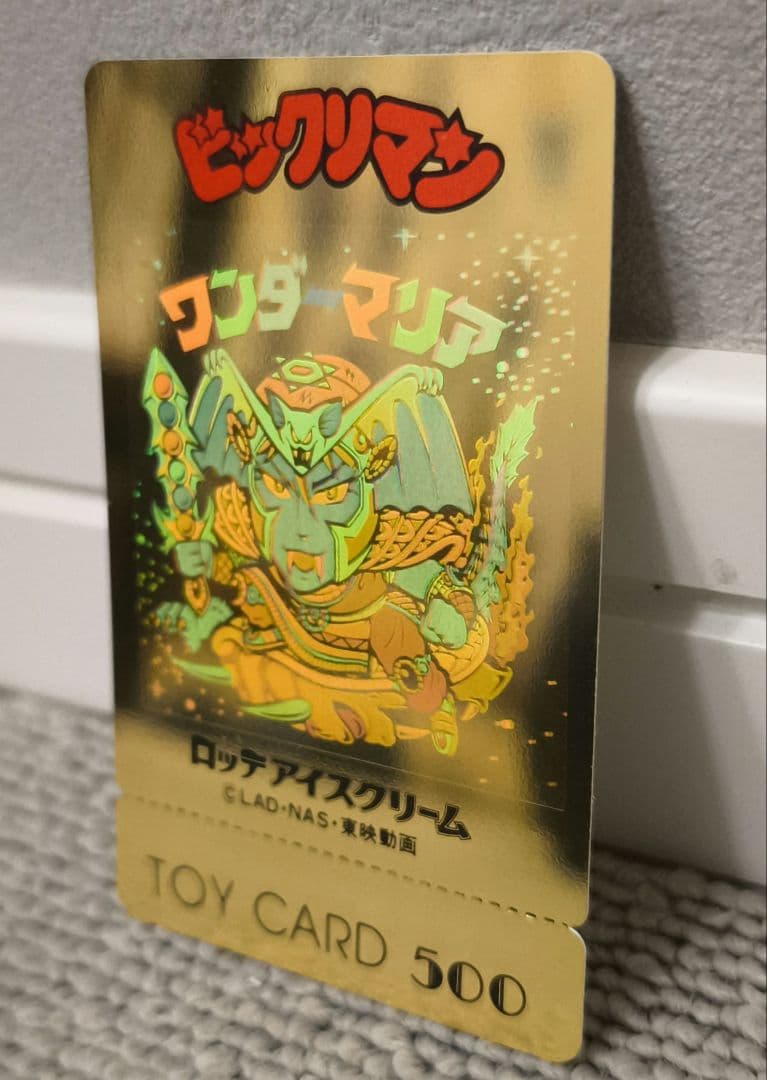 ビックリマン
ワンダーマリア
ロッテアイスクリーム
©LAD・NAS・東映動画
TOY CARD 500